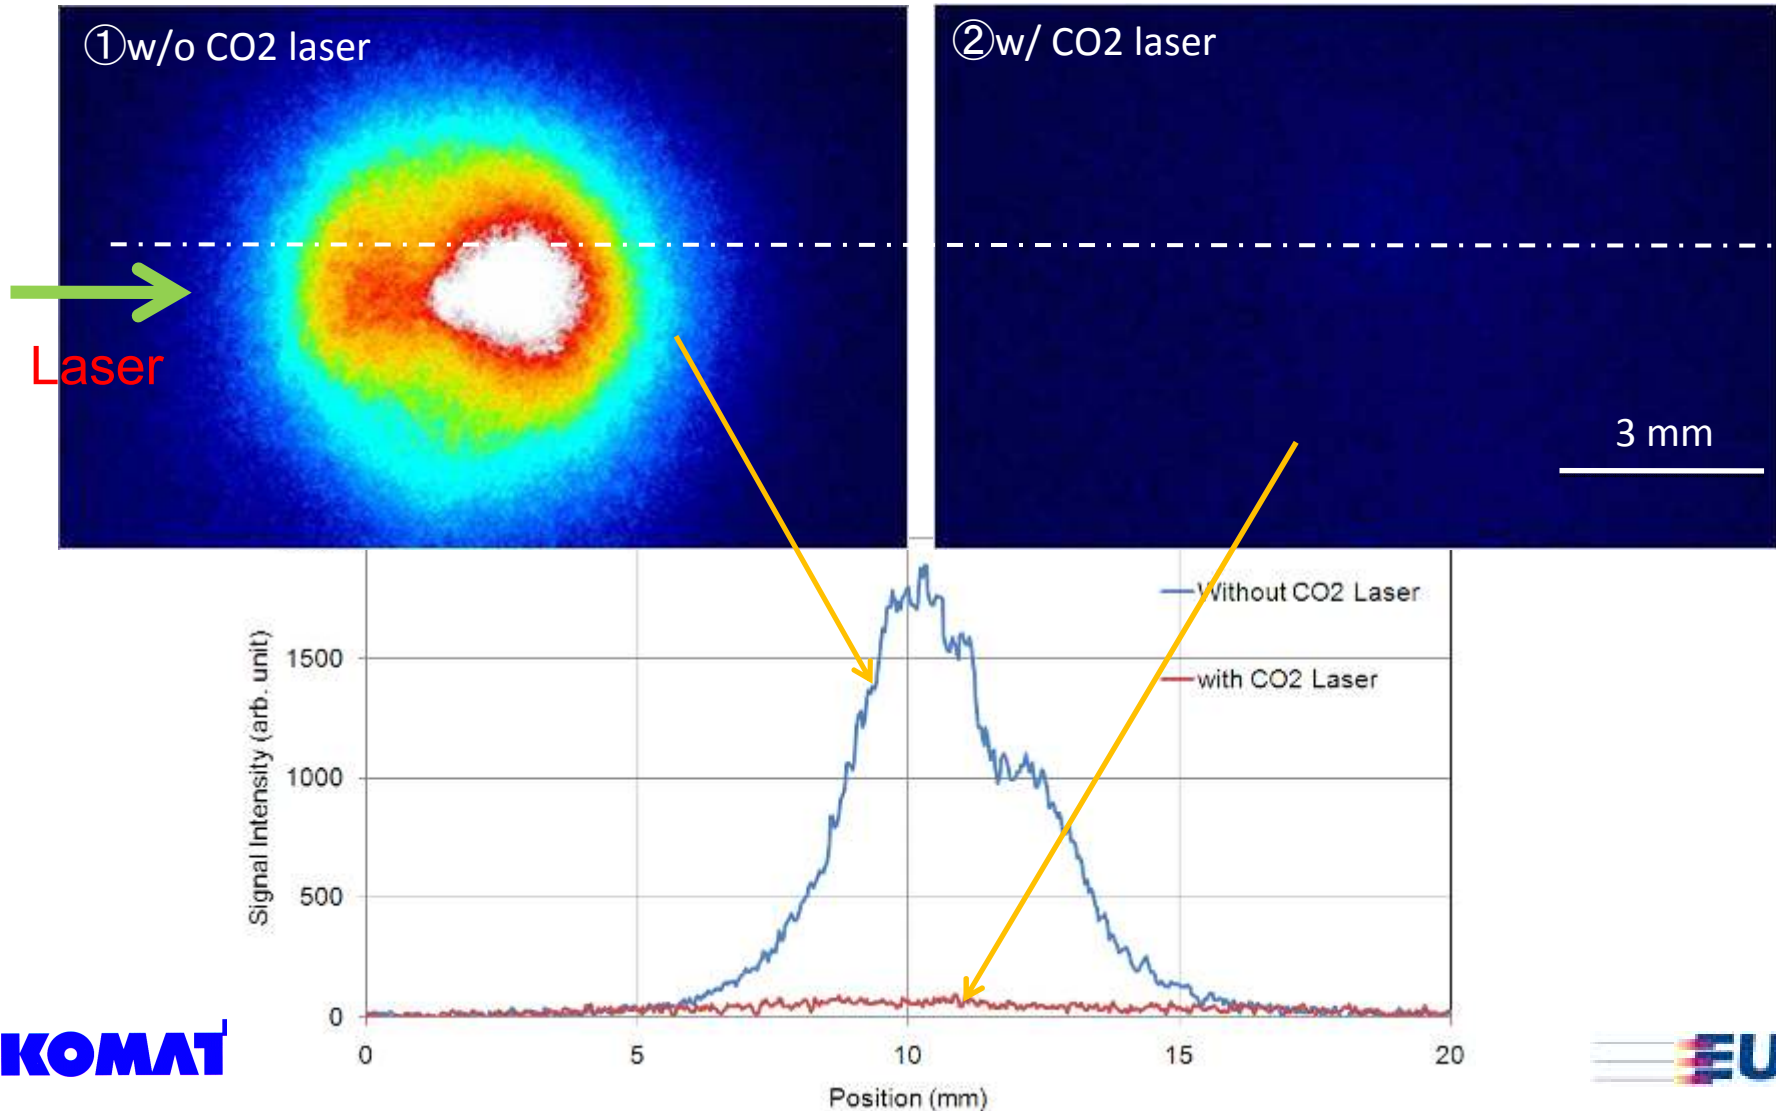 ①w/o CO2 laser
②w/ CO2 laser
Laser
3 mm
Without CO2 Laser
with CO2 Laser
Signal Intensity (arb. unit)
1500
1000
500
0
0
5
10
15
20
Position (mm)
KOMAT
EU